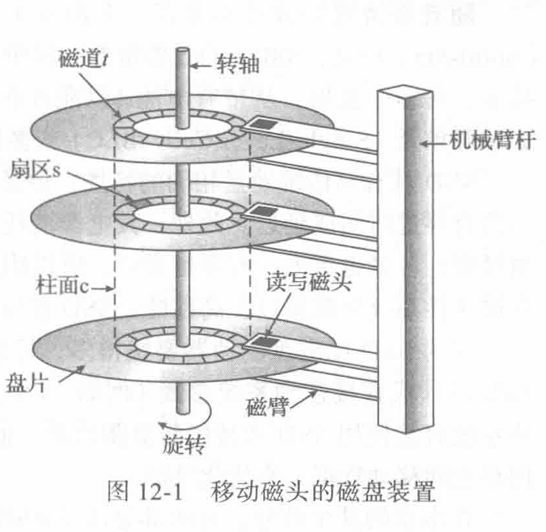 磁道t
转轴
机械臂杆
扇区s
柱面c
读写磁头
盘片
磁臂
旋转
图 12-1 移动磁头的磁盘装置